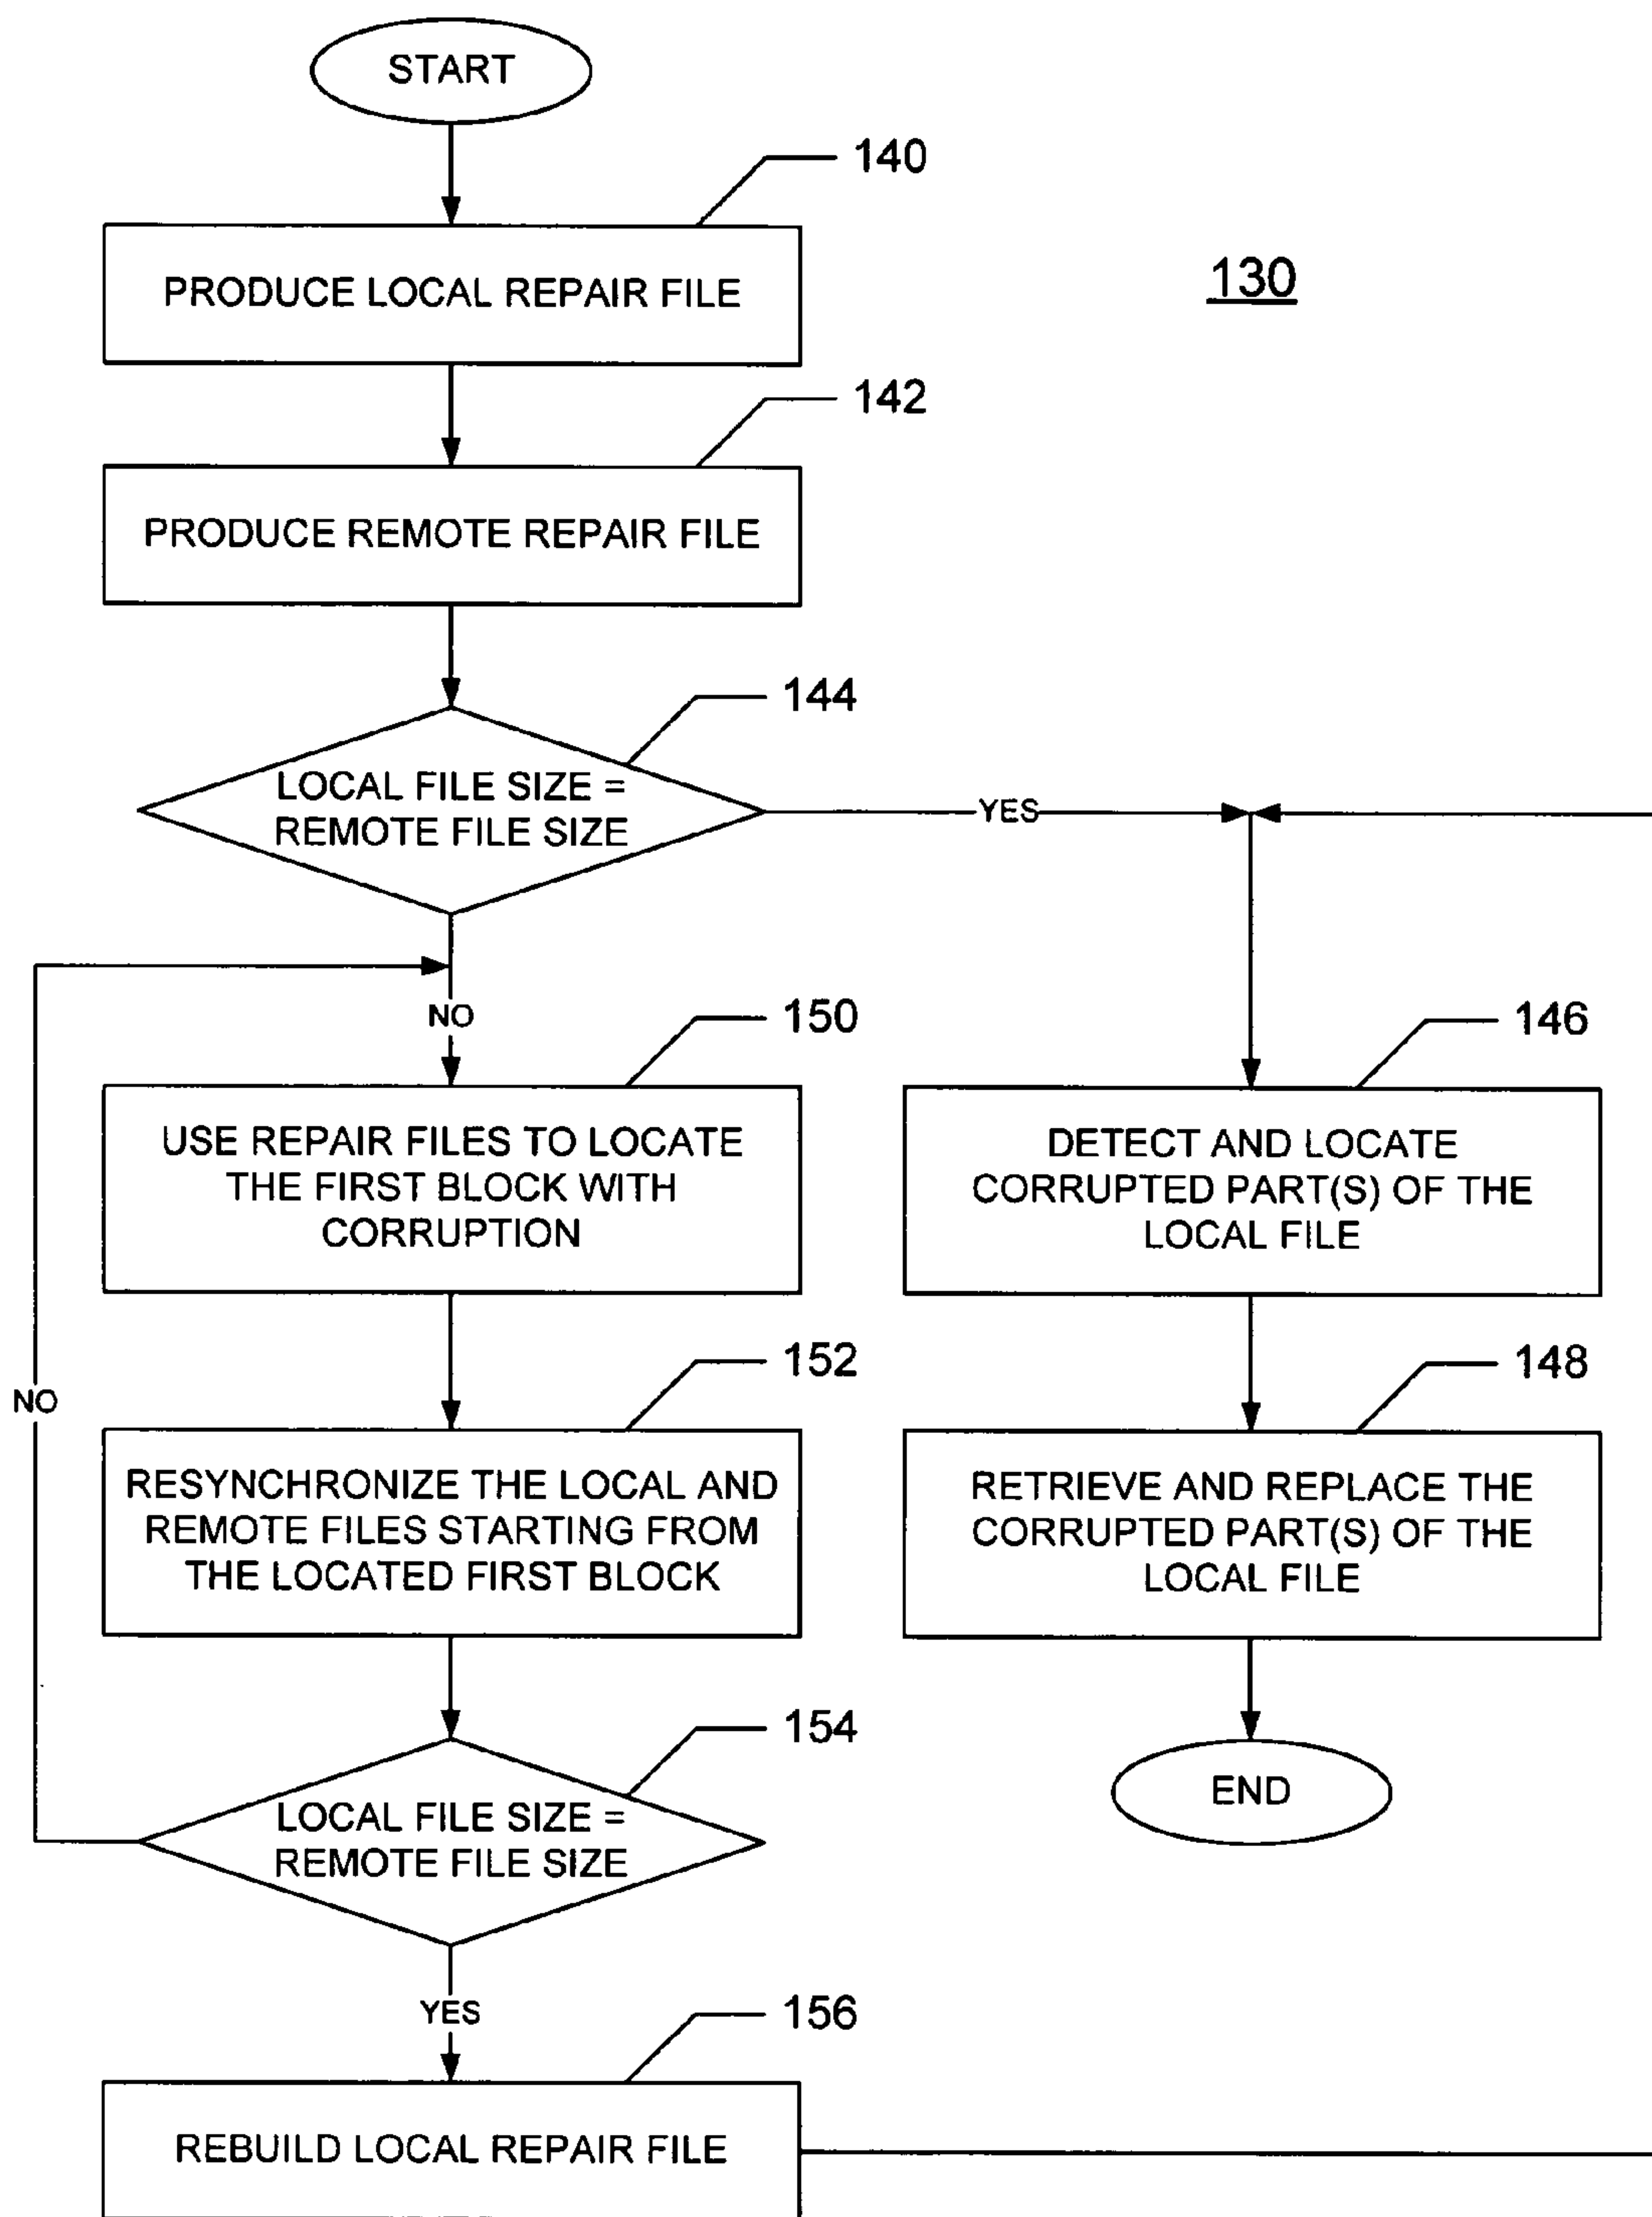 START
140
PRODUCE LOCAL REPAIR FILE
130
142
PRODUCE REMOTE REPAIR FILE
144
LOCAL FILE SIZE =
REMOTE FILE SIZE
YES
NO
150
USE REPAIR FILES TO LOCATE
THE FIRST BLOCK WITH
CORRUPTION
146
DETECT AND LOCATE
CORRUPTED PART(S) OF THE
LOCAL FILE
152
RESYNCHRONIZE THE LOCAL AND
REMOTE FILES STARTING FROM
THE LOCATED FIRST BLOCK
148
RETRIEVE AND REPLACE THE
CORRUPTED PART(S) OF THE
LOCAL FILE
NO
154
LOCAL FILE SIZE =
REMOTE FILE SIZE
END
YES
156
REBUILD LOCAL REPAIR FILE